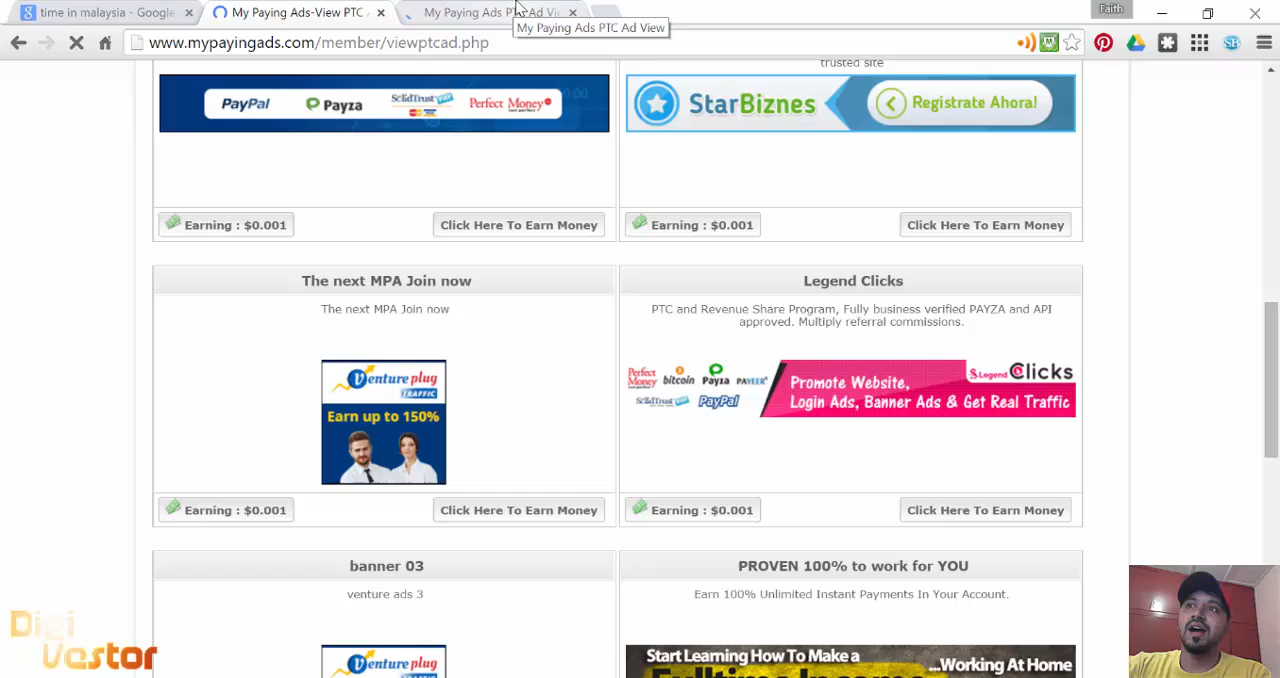 time in malaysia - Google
My Paying Ads-View PTC
My Paying Ads PTC Ad Vi
Faith
My Paying Ads PTC Ad View
www.mypayingads.com/member/viewptcad.php
trusted site
PayPal Payza SolidTrust Pay Perfect Money
StarBiznes Registrate Ahora!
Earning : $0.001 Click Here To Earn Money
Earning : $0.001 Click Here To Earn Money
The next MPA Join now
The next MPA Join now
Venture plug
TRAFFIC
Earn up to 150%
Earning : $0.001 Click Here To Earn Money
Legend Clicks
PTC and Revenue Share Program, Fully business verified PAYZA and API
approved. Multiply referral commissions.
Perfect Money bitcoin Payza PAYEER
SolidTrust Pay PayPal
Legend Clicks
Promote Website,
Login Ads, Banner Ads & Get Real Traffic
Earning : $0.001 Click Here To Earn Money
banner 03
venture ads 3
Venture plug
PROVEN 100% to work for YOU
Earn 100% Unlimited Instant Payments In Your Account.
Start Learning How To Make a
Fulltime Income
...Working At Home
Digi
Vestor